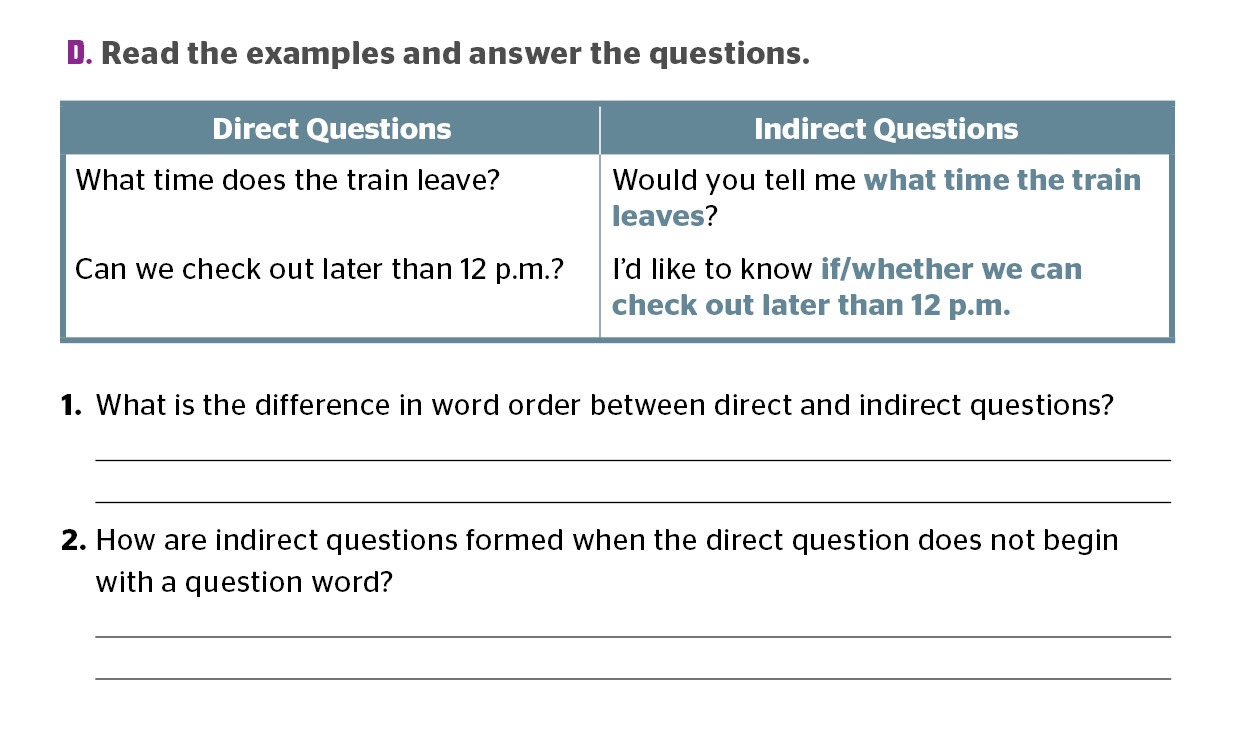 D. Read the examples and answer the questions.
Direct Questions
Indirect Questions
What time does the train leave?
Would you tell me what time the train
leaves?
Can we check out later than 12 p.m.?
I’d like to know if/whether we can
check out later than 12 p.m.
1. What is the difference in word order between direct and indirect questions?
2. How are indirect questions formed when the direct question does not begin
with a question word?